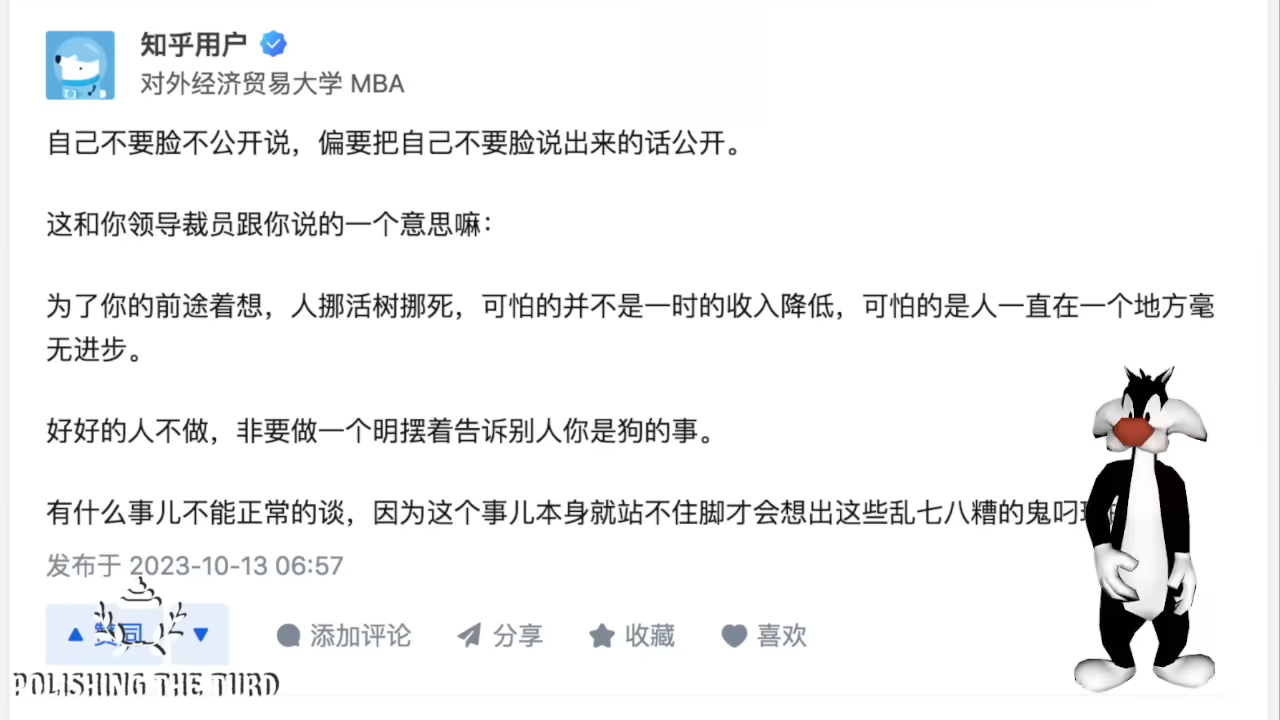 知乎用户
对外经济贸易大学 MBA
自己不要脸不公开说，偏要把自己不要脸说出来的话公开。
这和你领导裁员跟你说的一个意思嘛：
为了你的前途着想，人挪活树挪死，可怕的并不是一时的收入降低，可怕的是人一直在一个地方毫
无进步。
好好的人不做，非要做一个明摆着告诉别人你是狗的事。
有什么事儿不能正常的谈，因为这个事儿本身就站不住脚才会想出这些乱七八糟的鬼叼
发布于 2023-10-13 06:57
赞同 添加评论 分享 收藏 喜欢
POLISHING THE TURD